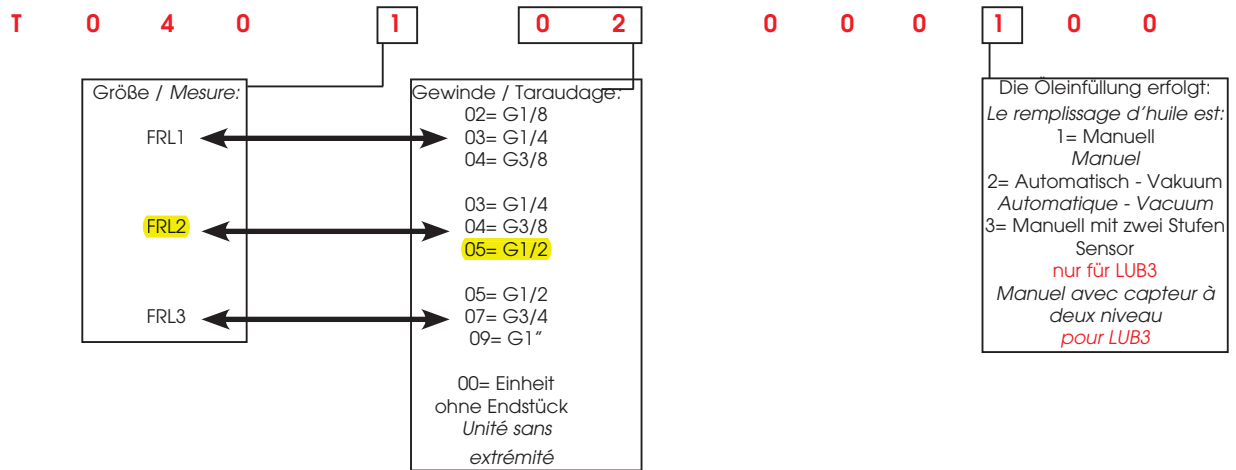 T 0 4 0 1 0 2 0 0 0 1 0 0
Größe / Mesure:
FRL1
FRL2
FRL3
Gewinde / Taraudage:
02= G1/8
03= G1/4
04= G3/8
03= G1/4
04= G3/8
05= G1/2
05= G1/2
07= G3/4
09= G1”
00= Einheit
ohne Endstück
Unité sans
extrémité
Die Öleinfüllung erfolgt:
Le remplissage d’huile est:
1= Manuell
Manuel
2= Automatisch - Vakuum
Automatique - Vacuum
3= Manuell mit zwei Stufen
Sensor
nur für LUB3
Manuel avec capteur à
deux niveau
pour LUB3